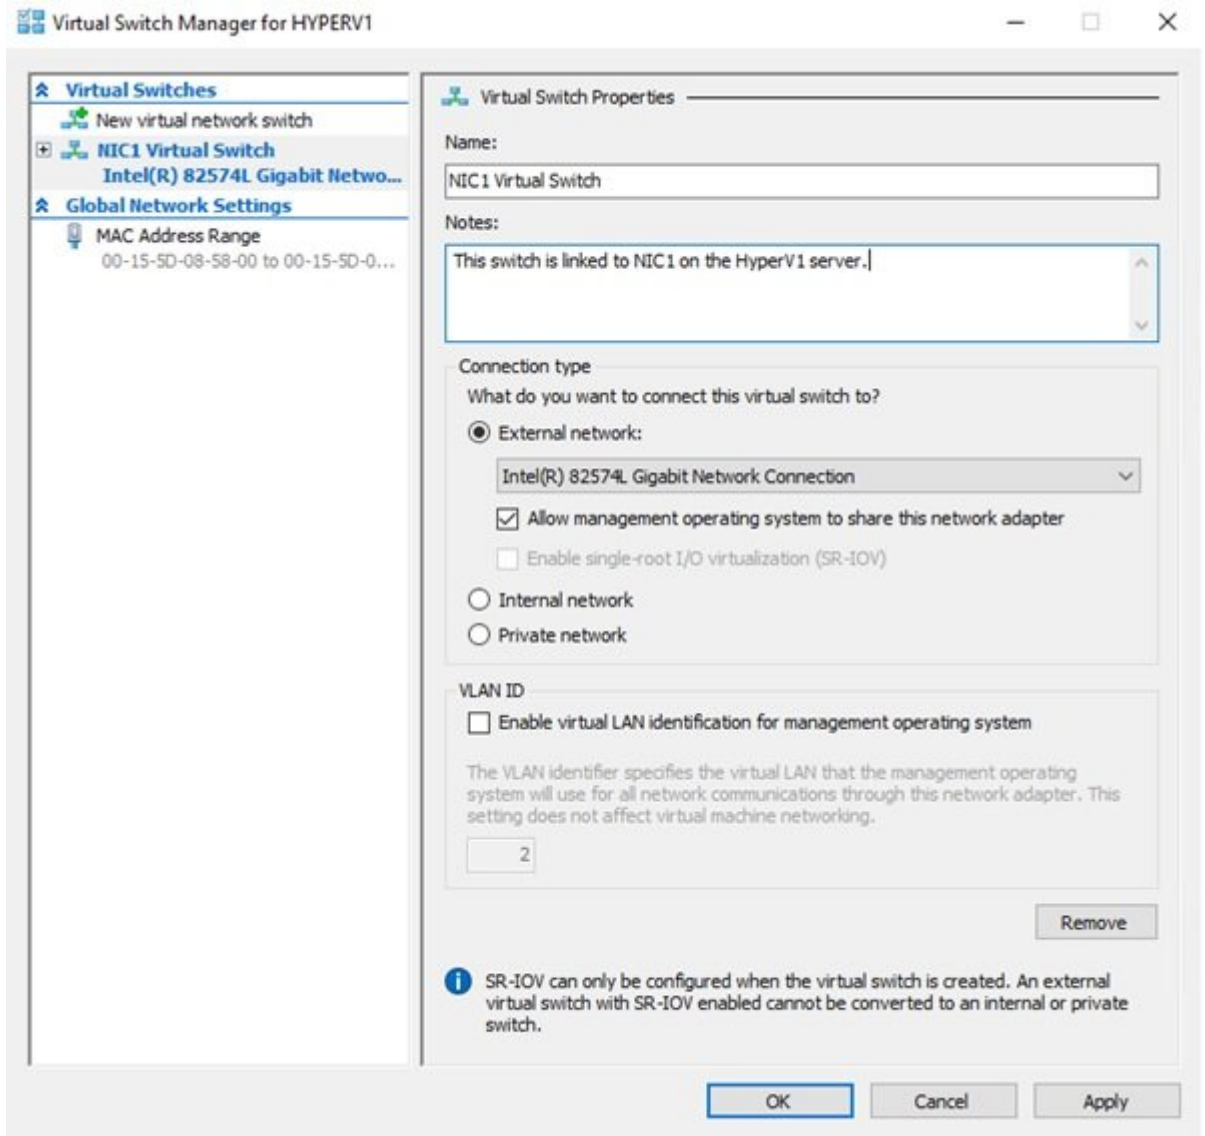 Virtual Switch Manager for HYPERV1
Virtual Switches
New virtual network switch
NIC1 Virtual Switch
Intel(R) 82574L Gigabit Netwo...
Global Network Settings
MAC Address Range
00-15-5D-08-58-00 to 00-15-5D-0...
Virtual Switch Properties
Name:
NIC1 Virtual Switch
Notes:
This switch is linked to NIC1 on the HyperV1 server.
Connection type
What do you want to connect this virtual switch to?
External network:
Intel(R) 82574L Gigabit Network Connection
Allow management operating system to share this network adapter
Enable single-root I/O virtualization (SR-IOV)
Internal network
Private network
VLAN ID
Enable virtual LAN identification for management operating system
The VLAN identifier specifies the virtual LAN that the management operating
system will use for all network communications through this network adapter. This
setting does not affect virtual machine networking.
2
Remove
SR-IOV can only be configured when the virtual switch is created. An external
virtual switch with SR-IOV enabled cannot be converted to an internal or private
switch.
OK
Cancel
Apply